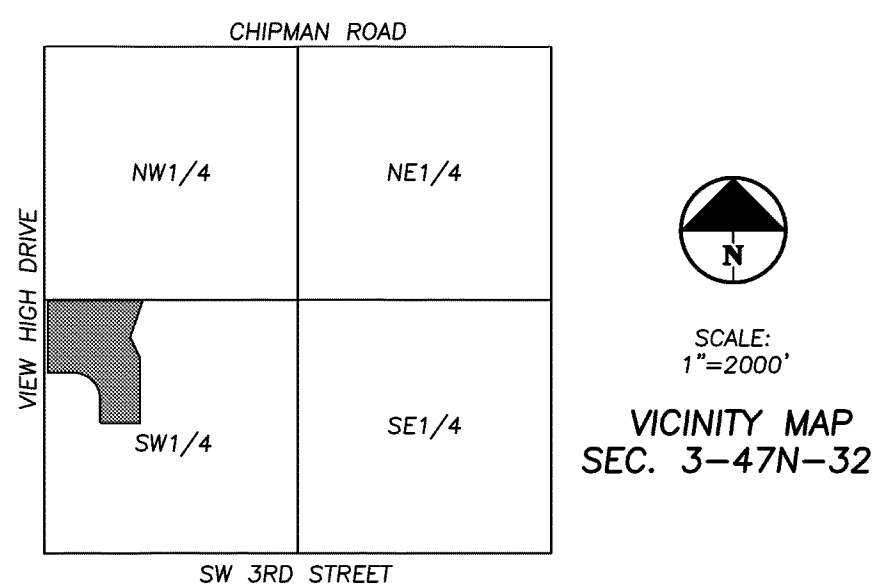 CHIPMAN ROAD
NW1/4
NE1/4
VIEW HIGH DRIVE
N
SCALE:
1"=2000'
SW1/4
SE1/4
VICINITY MAP
SEC. 3-47N-32
SW 3RD STREET